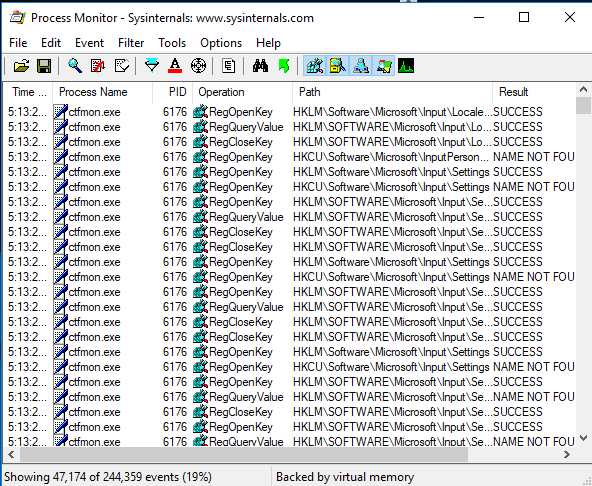 Process Monitor - Sysinternals: www.sysinternals.com
File Edit Event Filter Tools Options Help
Time ... Process Name PID Operation Path Result
5:13:2... ctfmon.exe 6176 RegOpenKey HKLM\Software\Microsoft\Input\Locale... SUCCESS
5:13:2... ctfmon.exe 6176 RegQueryValue HKLM\SOFTWARE\Microsoft\Input\Lo... SUCCESS
5:13:2... ctfmon.exe 6176 RegCloseKey HKLM\SOFTWARE\Microsoft\Input\Lo... SUCCESS
5:13:2... ctfmon.exe 6176 RegOpenKey HKCU\Software\Microsoft\InputPerson... NAME NOT FOU
5:13:2... ctfmon.exe 6176 RegOpenKey HKLM\Software\Microsoft\Input\Settings SUCCESS
5:13:2... ctfmon.exe 6176 RegOpenKey HKCU\Software\Microsoft\Input\Settings NAME NOT FOU
5:13:2... ctfmon.exe 6176 RegOpenKey HKLM\SOFTWARE\Microsoft\Input\Se... SUCCESS
5:13:2... ctfmon.exe 6176 RegQueryValue HKLM\SOFTWARE\Microsoft\Input\Se... SUCCESS
5:13:2... ctfmon.exe 6176 RegCloseKey HKLM\SOFTWARE\Microsoft\Input\Se... SUCCESS
5:13:2... ctfmon.exe 6176 RegCloseKey HKLM\SOFTWARE\Microsoft\Input\Se... SUCCESS
5:13:2... ctfmon.exe 6176 RegOpenKey HKLM\Software\Microsoft\Input\Settings SUCCESS
5:13:2... ctfmon.exe 6176 RegOpenKey HKCU\Software\Microsoft\Input\Settings NAME NOT FOU
5:13:2... ctfmon.exe 6176 RegOpenKey HKLM\SOFTWARE\Microsoft\Input\Se... SUCCESS
5:13:2... ctfmon.exe 6176 RegQueryValue HKLM\SOFTWARE\Microsoft\Input\Se... NAME NOT FOU
5:13:2... ctfmon.exe 6176 RegCloseKey HKLM\SOFTWARE\Microsoft\Input\Se... SUCCESS
5:13:2... ctfmon.exe 6176 RegCloseKey HKLM\SOFTWARE\Microsoft\Input\Se... SUCCESS
5:13:2... ctfmon.exe 6176 RegOpenKey HKLM\Software\Microsoft\Input\Settings SUCCESS
5:13:2... ctfmon.exe 6176 RegOpenKey HKCU\Software\Microsoft\Input\Settings NAME NOT FOU
5:13:2... ctfmon.exe 6176 RegOpenKey HKLM\SOFTWARE\Microsoft\Input\Se... SUCCESS
5:13:2... ctfmon.exe 6176 RegQueryValue HKLM\SOFTWARE\Microsoft\Input\Se... NAME NOT FOU
5:13:2... ctfmon.exe 6176 RegCloseKey HKLM\SOFTWARE\Microsoft\Input\Se... SUCCESS
5:13:2... ctfmon.exe 6176 RegOpenKey HKLM\SOFTWARE\Microsoft\Input\Se... SUCCESS
5:13:2... ctfmon.exe 6176 RegQueryValue HKLM\SOFTWARE\Microsoft\Input\Se... NAME NOT FOU
Showing 47,174 of 244,359 events (19%) Backed by virtual memory